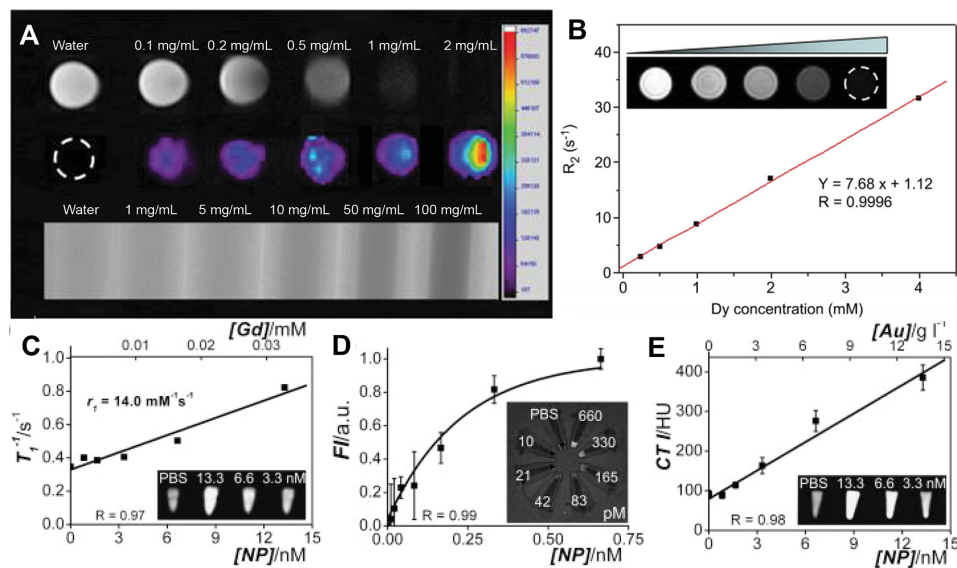 A
Water 0.1 mg/mL 0.2 mg/mL 0.5 mg/mL 1 mg/mL 2 mg/mL
Water 1 mg/mL 5 mg/mL 10 mg/mL 50 mg/mL 100 mg/mL
B
40
30
20
10
0
R2 (s-1)
Y = 7.68 x + 1.12
R = 0.9996
0 1 2 3 4
Dy concentration (mM)
C
[Gd]/mM
0.01 0.02 0.03
1.0
0.8
0.6
0.4
0.2
0.0
T1-1/s-1
r1 = 14.0 mM-1s-1
PBS 13.3 6.6 3.3 nM
R = 0.97
0 3 6 9 12 15
[NP]/nM
D
1.0
0.8
0.6
0.4
0.2
0.0
FI/a.u.
PBS 660
10 330
21 165
42 83
pM
R = 0.99
0.00 0.25 0.50 0.75
[NP]/nM
E
[Au]/g l-1
0 4 7 11 15
400
300
200
100
0
CT I/HU
PBS 13.3 6.6 3.3 nM
R = 0.98
0 3 6 9 12 15
[NP]/nM